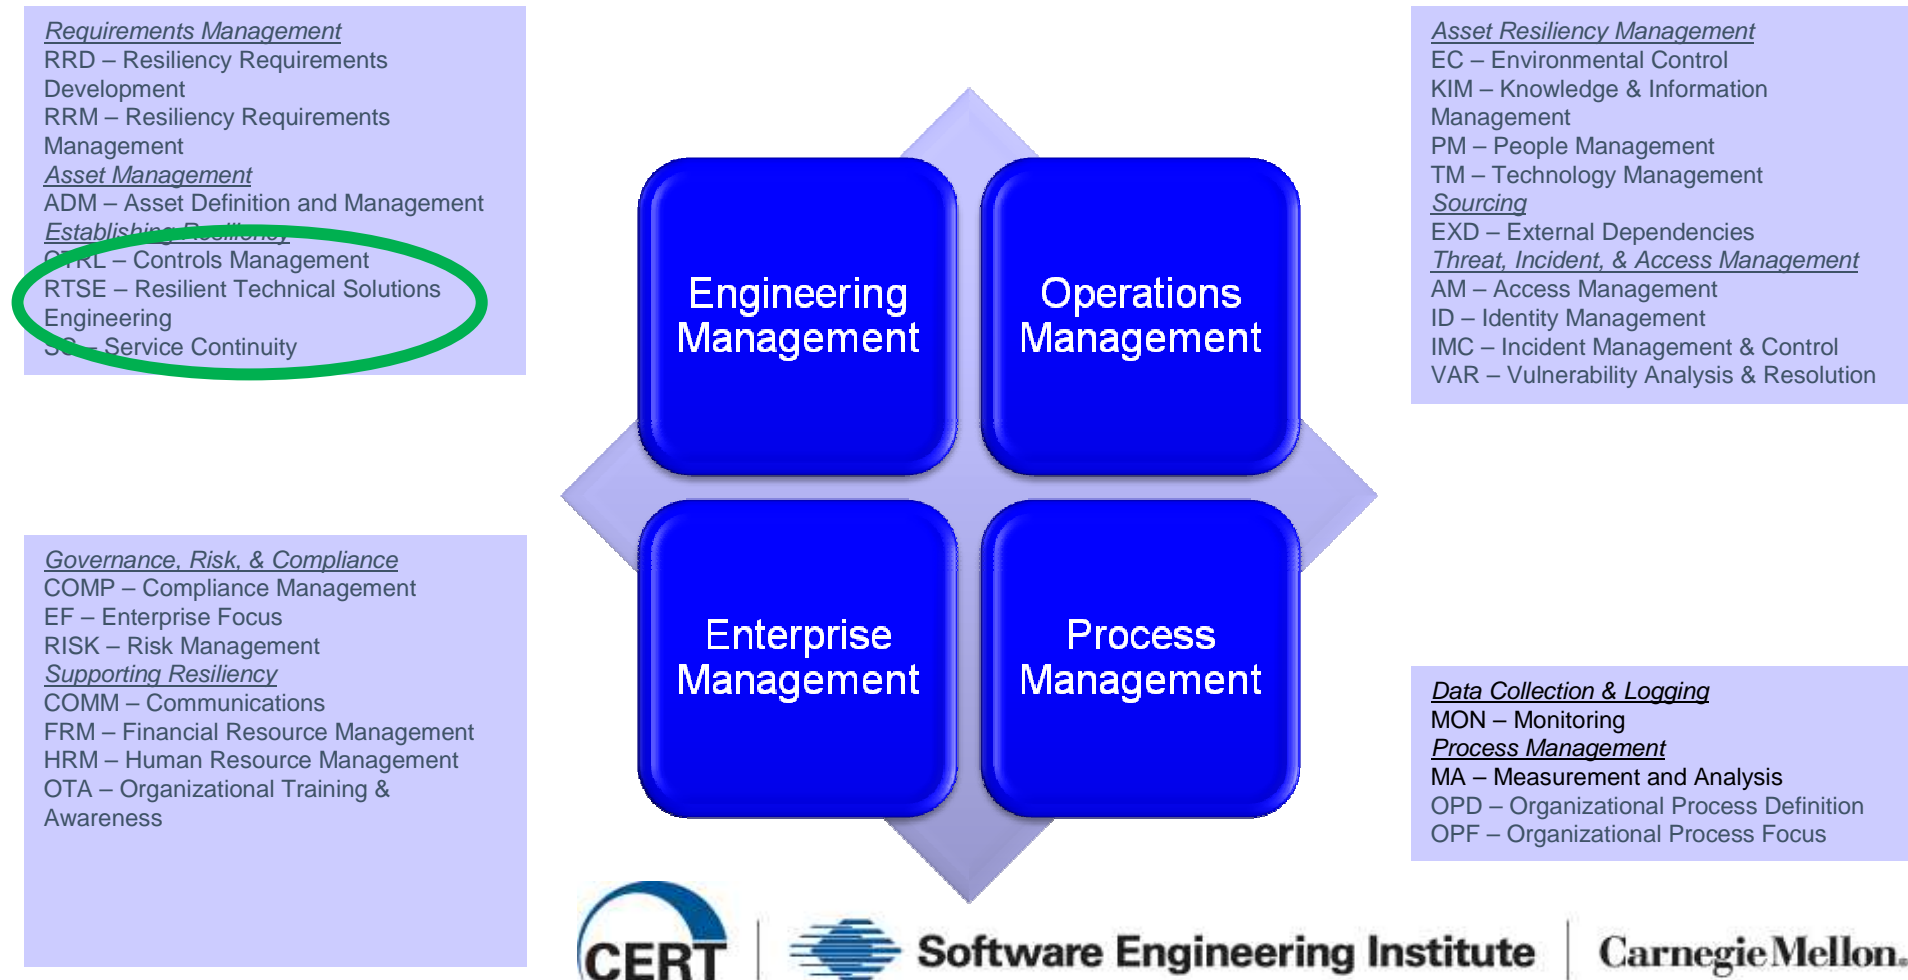 Requirements Management
RRD – Resiliency Requirements
Development
RRM – Resiliency Requirements
Management
Asset Management
ADM – Asset Definition and Management
Establishing Resiliency
CTRL – Controls Management
RTSE – Resilient Technical Solutions
Engineering
SC – Service Continuity
Asset Resiliency Management
EC – Environmental Control
KIM – Knowledge & Information
Management
PM – People Management
TM – Technology Management
Sourcing
EXD – External Dependencies
Threat, Incident, & Access Management
AM – Access Management
ID – Identity Management
IMC – Incident Management & Control
VAR – Vulnerability Analysis & Resolution
Engineering
Management
Operations
Management
Enterprise
Management
Process
Management
Governance, Risk, & Compliance
COMP – Compliance Management
EF – Enterprise Focus
RISK – Risk Management
Supporting Resiliency
COMM – Communications
FRM – Financial Resource Management
HRM – Human Resource Management
OTA – Organizational Training &
Awareness
Data Collection & Logging
MON – Monitoring
Process Management
MA – Measurement and Analysis
OPD – Organizational Process Definition
OPF – Organizational Process Focus
CERT
Software Engineering Institute
Carnegie Mellon®